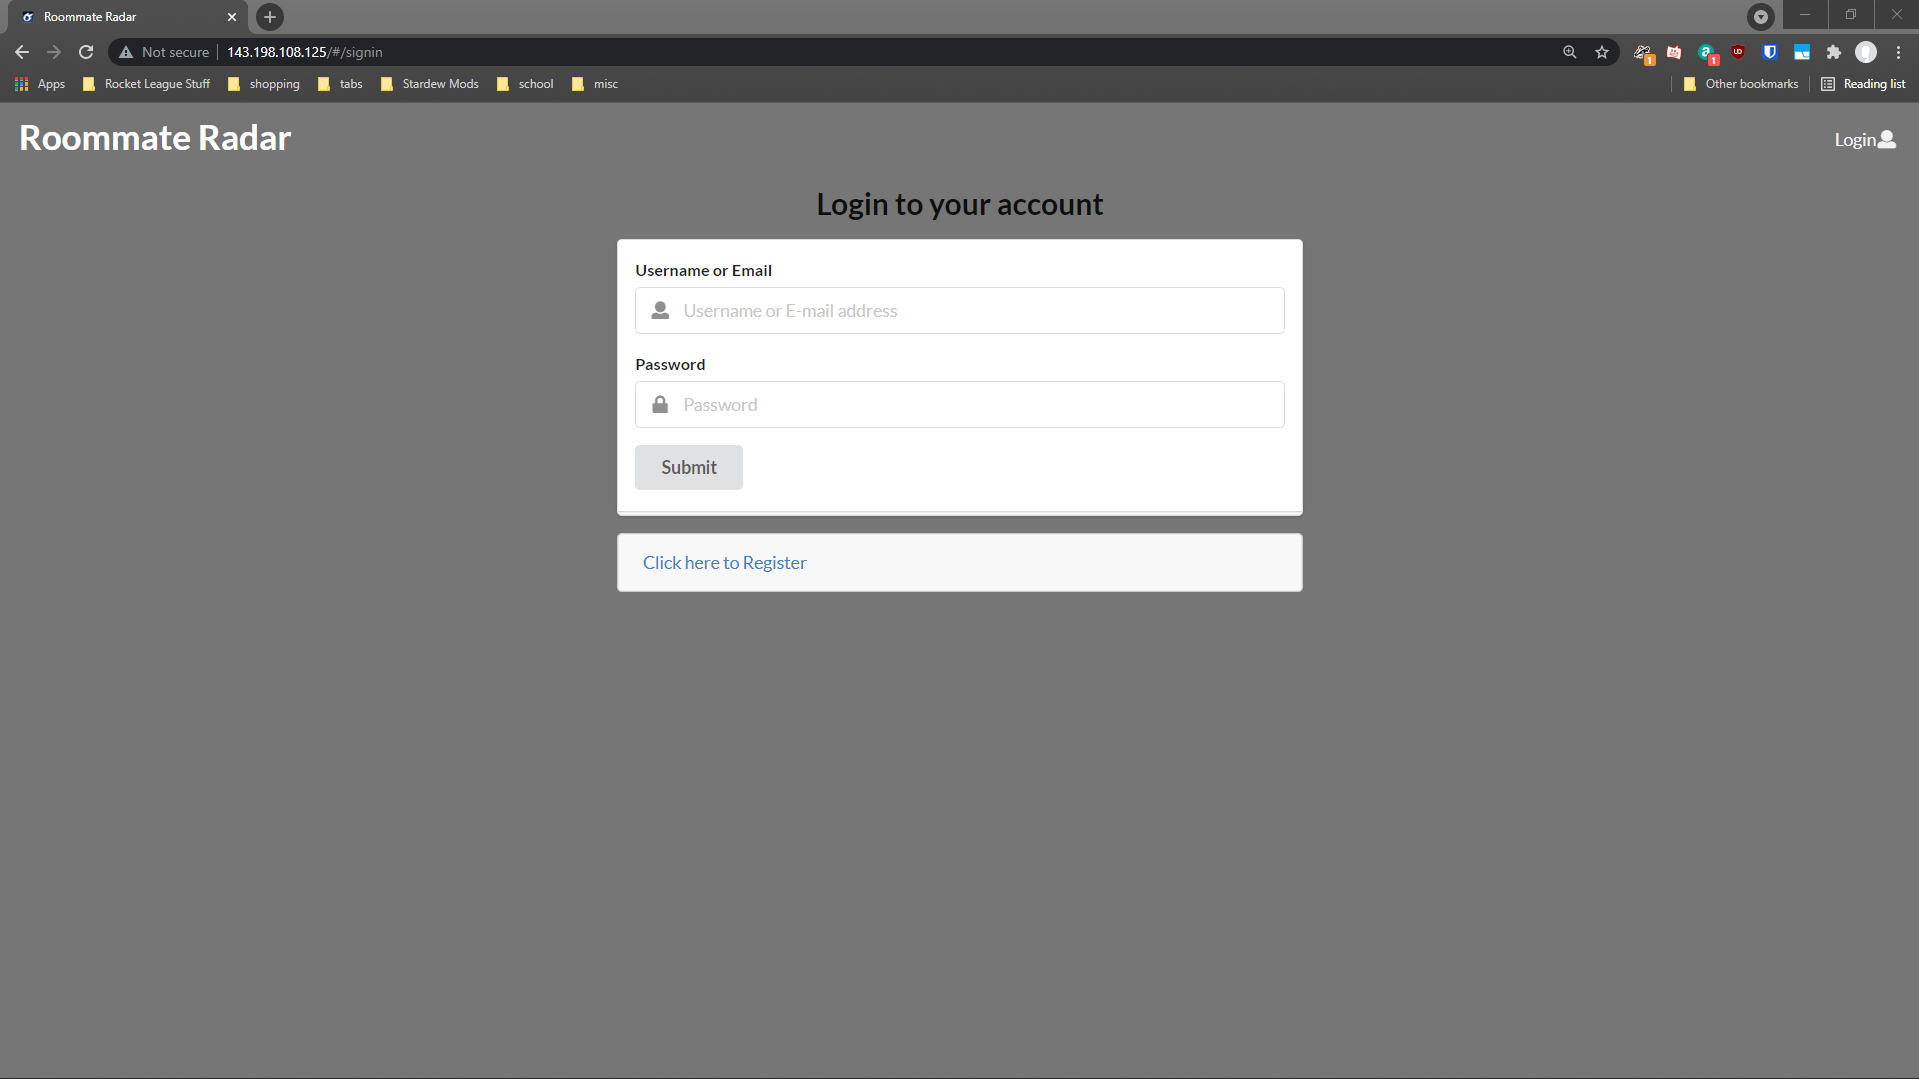 Roommate Radar
Not secure 143.198.108.125/#/signin
1
1
Apps Rocket League Stuff shopping tabs Stardew Mods school misc Other bookmarks Reading list
Roommate Radar
Login
Login to your account
Username or Email
Username or E-mail address
Password
Password
Submit
Click here to Register